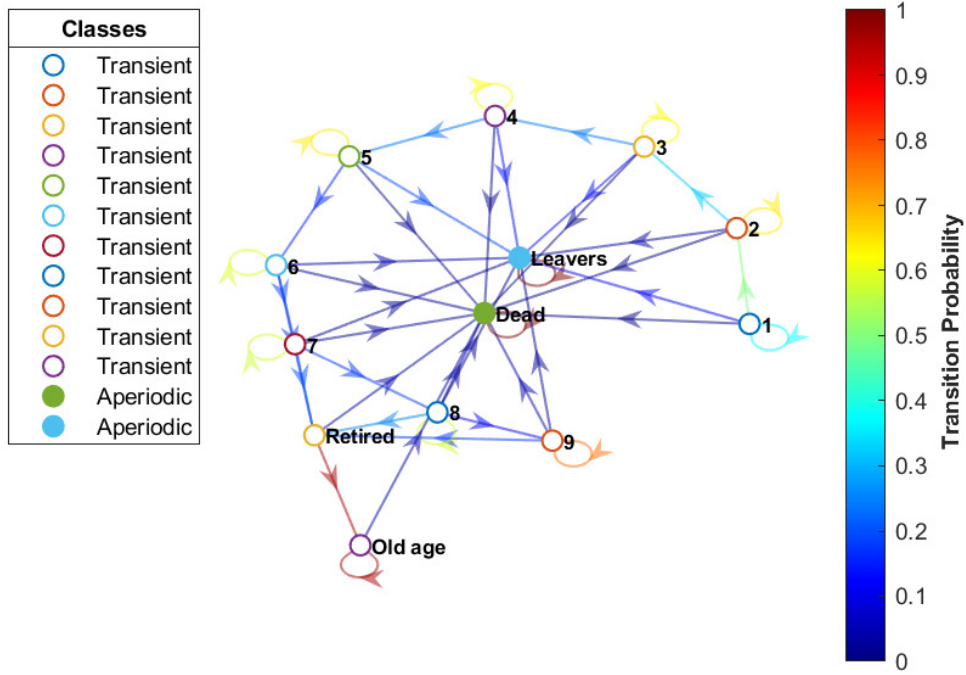 Classes
Transient
Transient
Transient
Transient
Transient
Transient
Transient
Transient
Transient
Transient
Transient
Aperiodic
Aperiodic
4
3
5
2
Leavers
6
Dead
1
7
8
Retired
9
Old age
1
0.9
0.8
0.7
0.6
0.5
0.4
0.3
0.2
0.1
0
Transition Probability